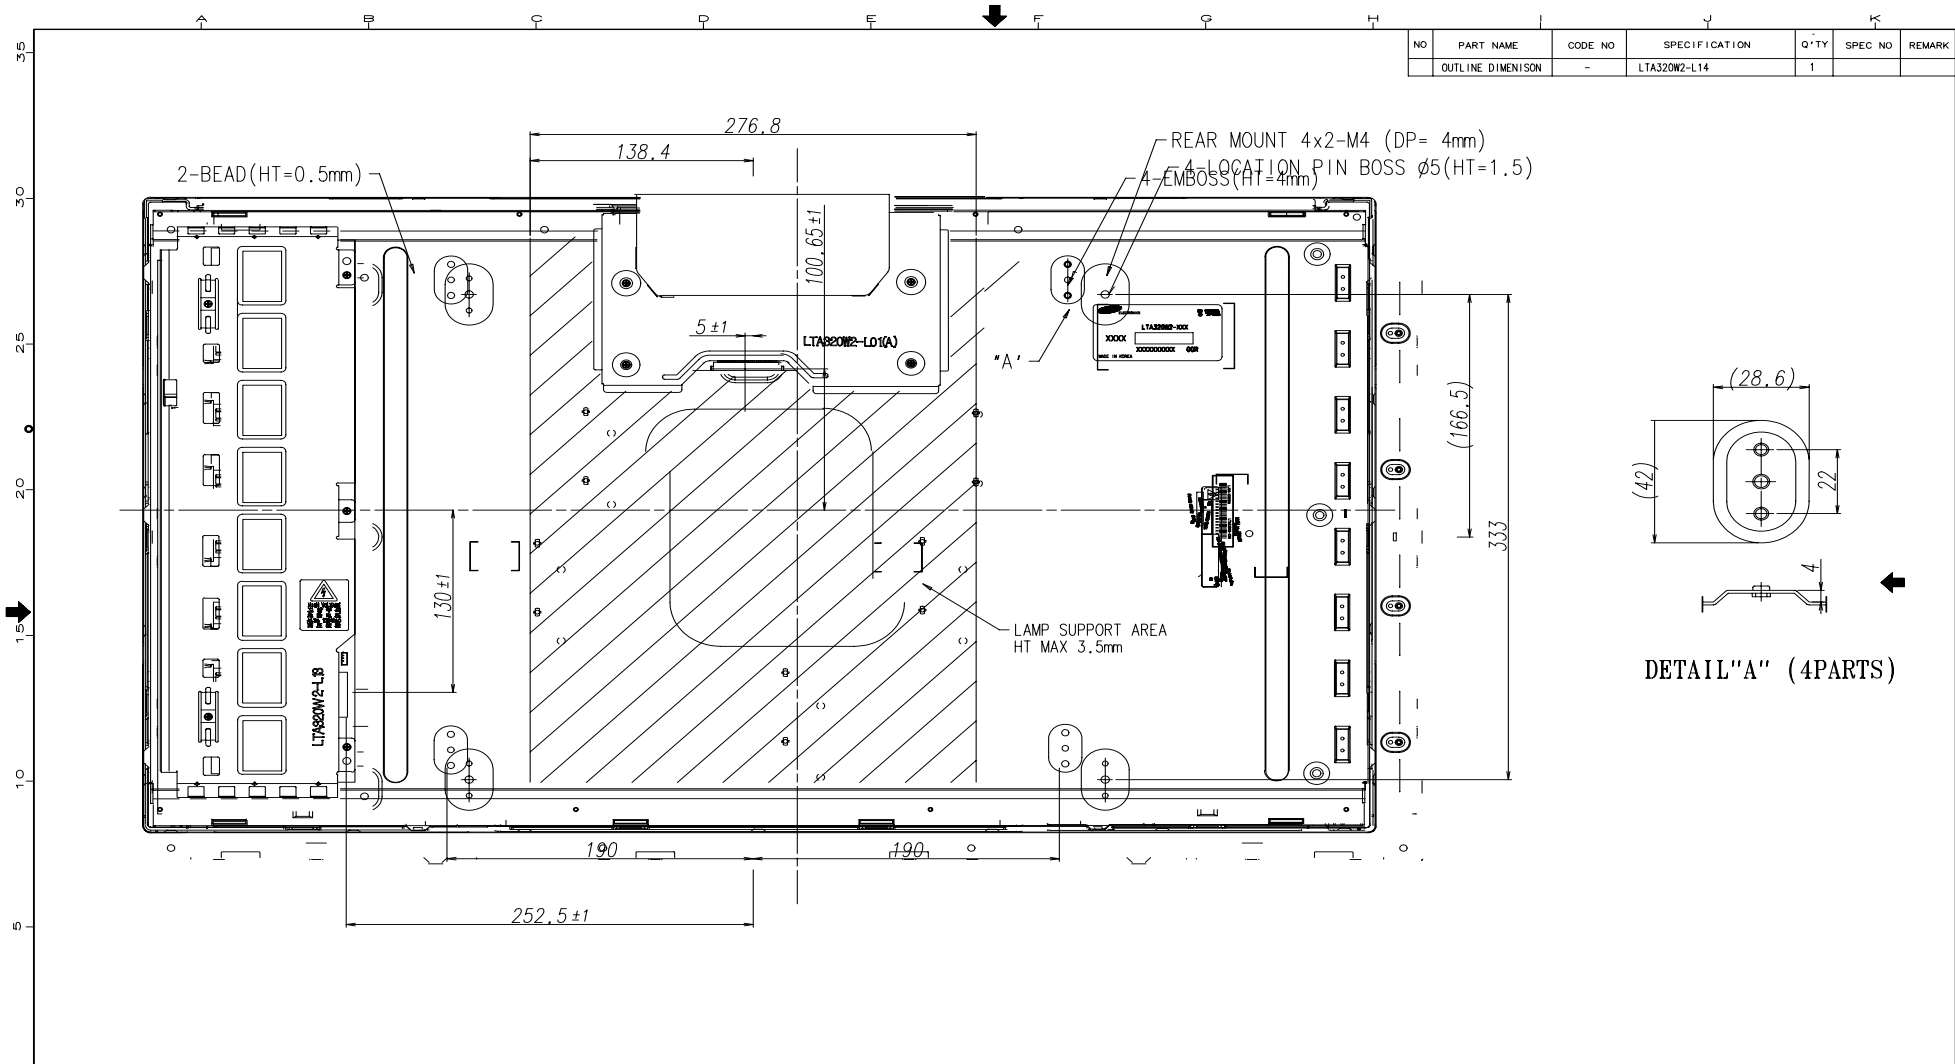 A B C D E F G H I J K
35
30
25
20
15
10
5
NO PART NAME CODE NO SPECIFICATION Q'TY SPEC NO REMARK
OUTLINE DIMENISON - LTA320W2-L14 1
276.8
138.4
2-BEAD(HT=0.5mm)
REAR MOUNT 4x2-M4 (DP= 4mm)
4-LOCATION PIN BOSS ø5(HT=1.5)
4-EMBOSS(HT=4mm)
100.65±1
5±1
LTA320W2-L01(A)
"A'
ELECTRONICS
LTA320W2-XXX
XXXX
XXXXXXXXXX
MADE IN KOREA
(166.5)
333
(28.6)
(42)
22
4
130±1
LAMP SUPPORT AREA
HT MAX 3.5mm
DETAIL"A" (4PARTS)
190
190
252.5±1